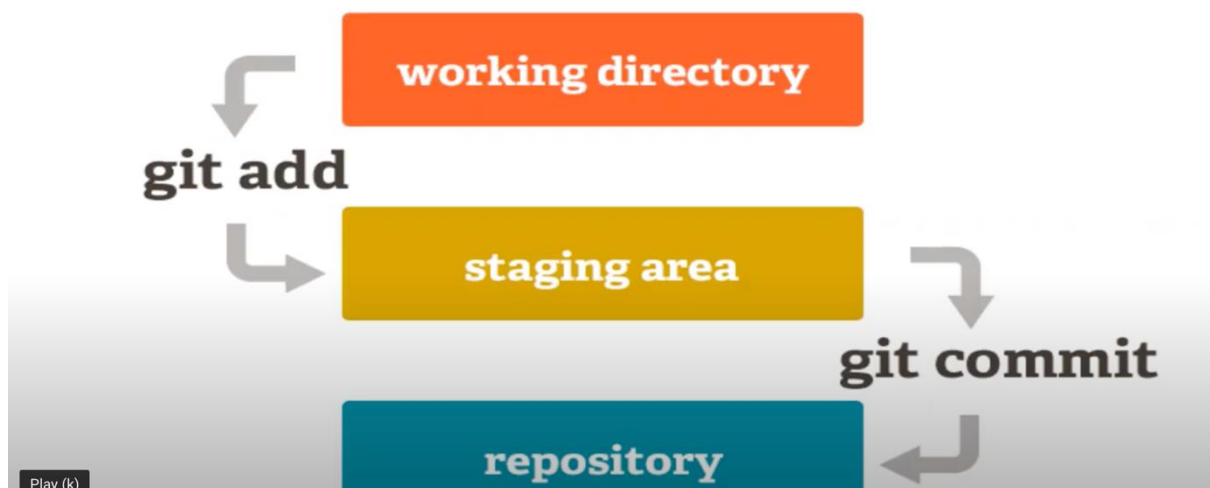 working directory
git add
staging area
git commit
repository
Play (k)